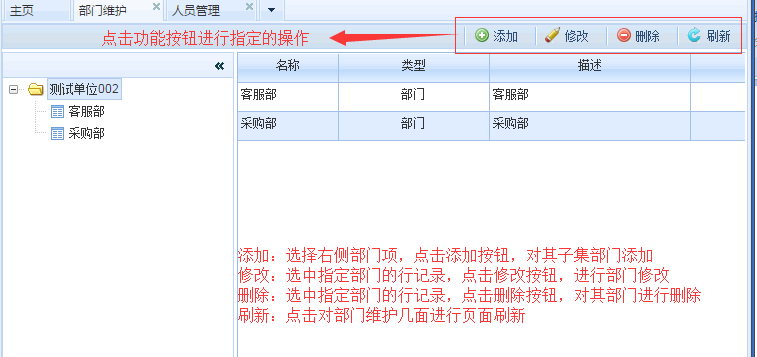 主页 部门维护 人员管理
点击功能按钮进行指定的操作 添加 修改 删除 刷新
名称 类型 描述
测试单位002
客服部
采购部
客服部 部门 客服部
采购部 部门 采购部
添加：选择右侧部门项，点击添加按钮，对其子集部门添加
修改：选中指定部门的行记录，点击修改按钮，进行部门修改
删除：选中指定部门的行记录，点击删除按钮，对其部门进行删除
刷新：点击对部门维护几面进行页面刷新